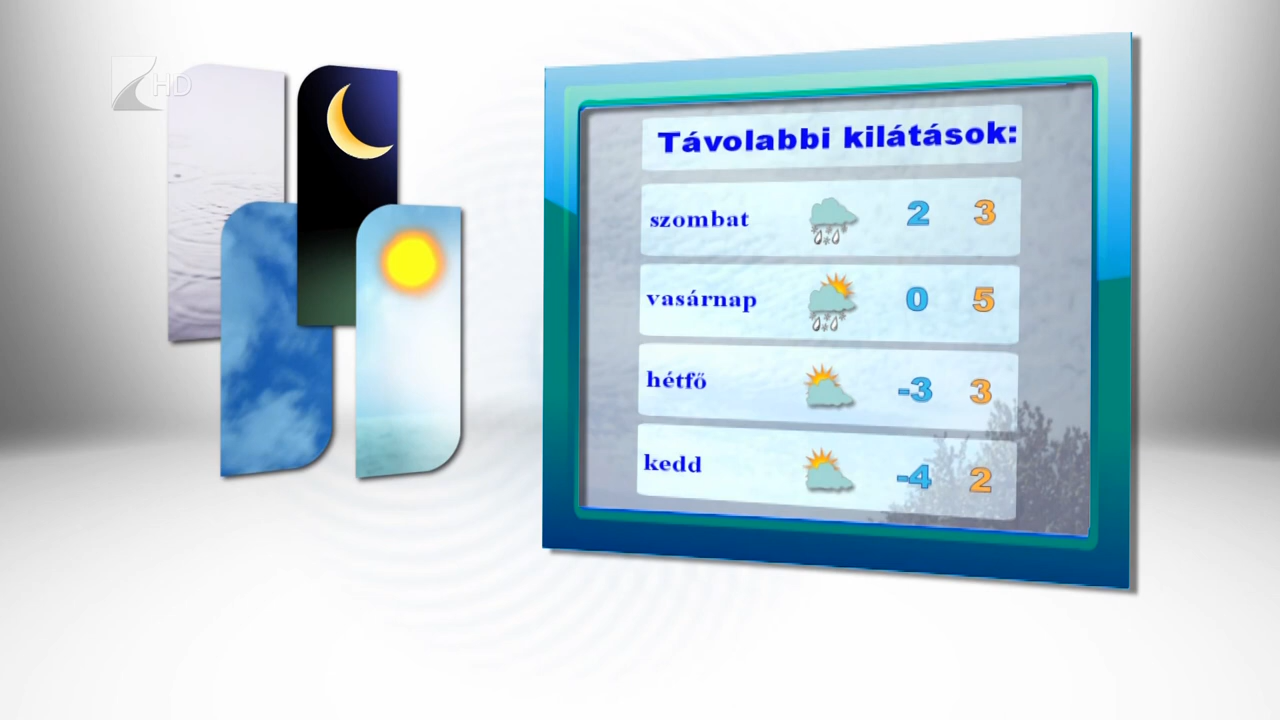 HD
Távolabbi kilátások:
szombat 2 3
vasárnap 0 5
hétfő -3 3
kedd -4 2